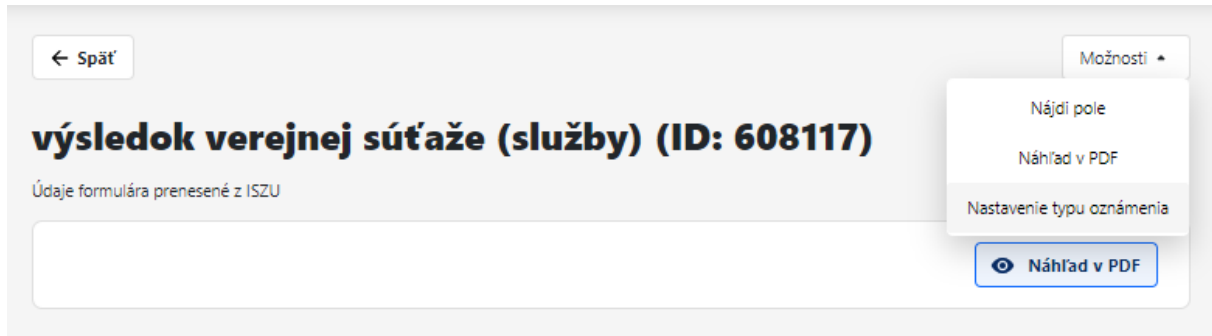 Späť
Možnosti
Nájdi pole
Náhľad v PDF
Nastavenie typu oznámenia
výsledok verejnej súťaže (služby) (ID: 608117)
Údaje formulára prenesené z ISZU
Náhľad v PDF